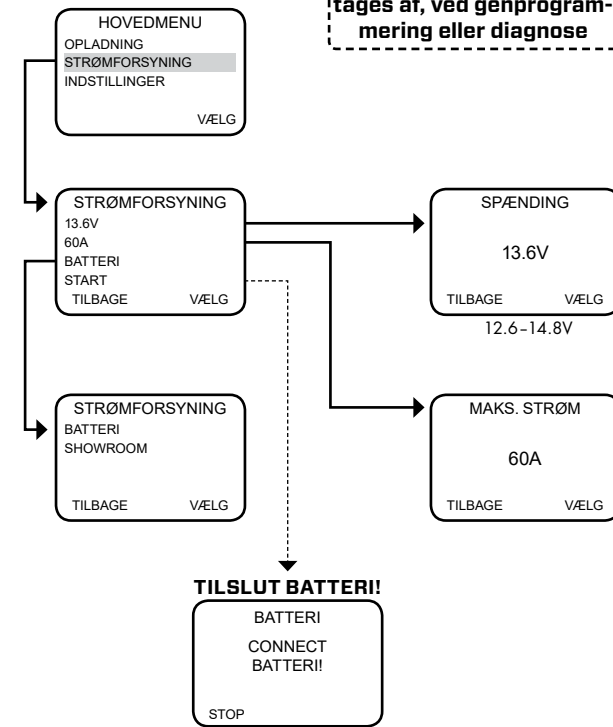 tages af, ved genprogram-
mering eller diagnose
HOVEDMENU
OPLADNING
STRØMFORSYNING
INDSTILLINGER
VÆLG
STRØMFORSYNING
13.6V
60A
BATTERI
START
TILBAGE VÆLG
SPÆNDING
13.6V
TILBAGE VÆLG
12.6–14.8V
STRØMFORSYNING
BATTERI
SHOWROOM
TILBAGE VÆLG
MAKS. STRØM
60A
TILBAGE VÆLG
TILSLUT BATTERI!
BATTERI
CONNECT
BATTERI!
STOP